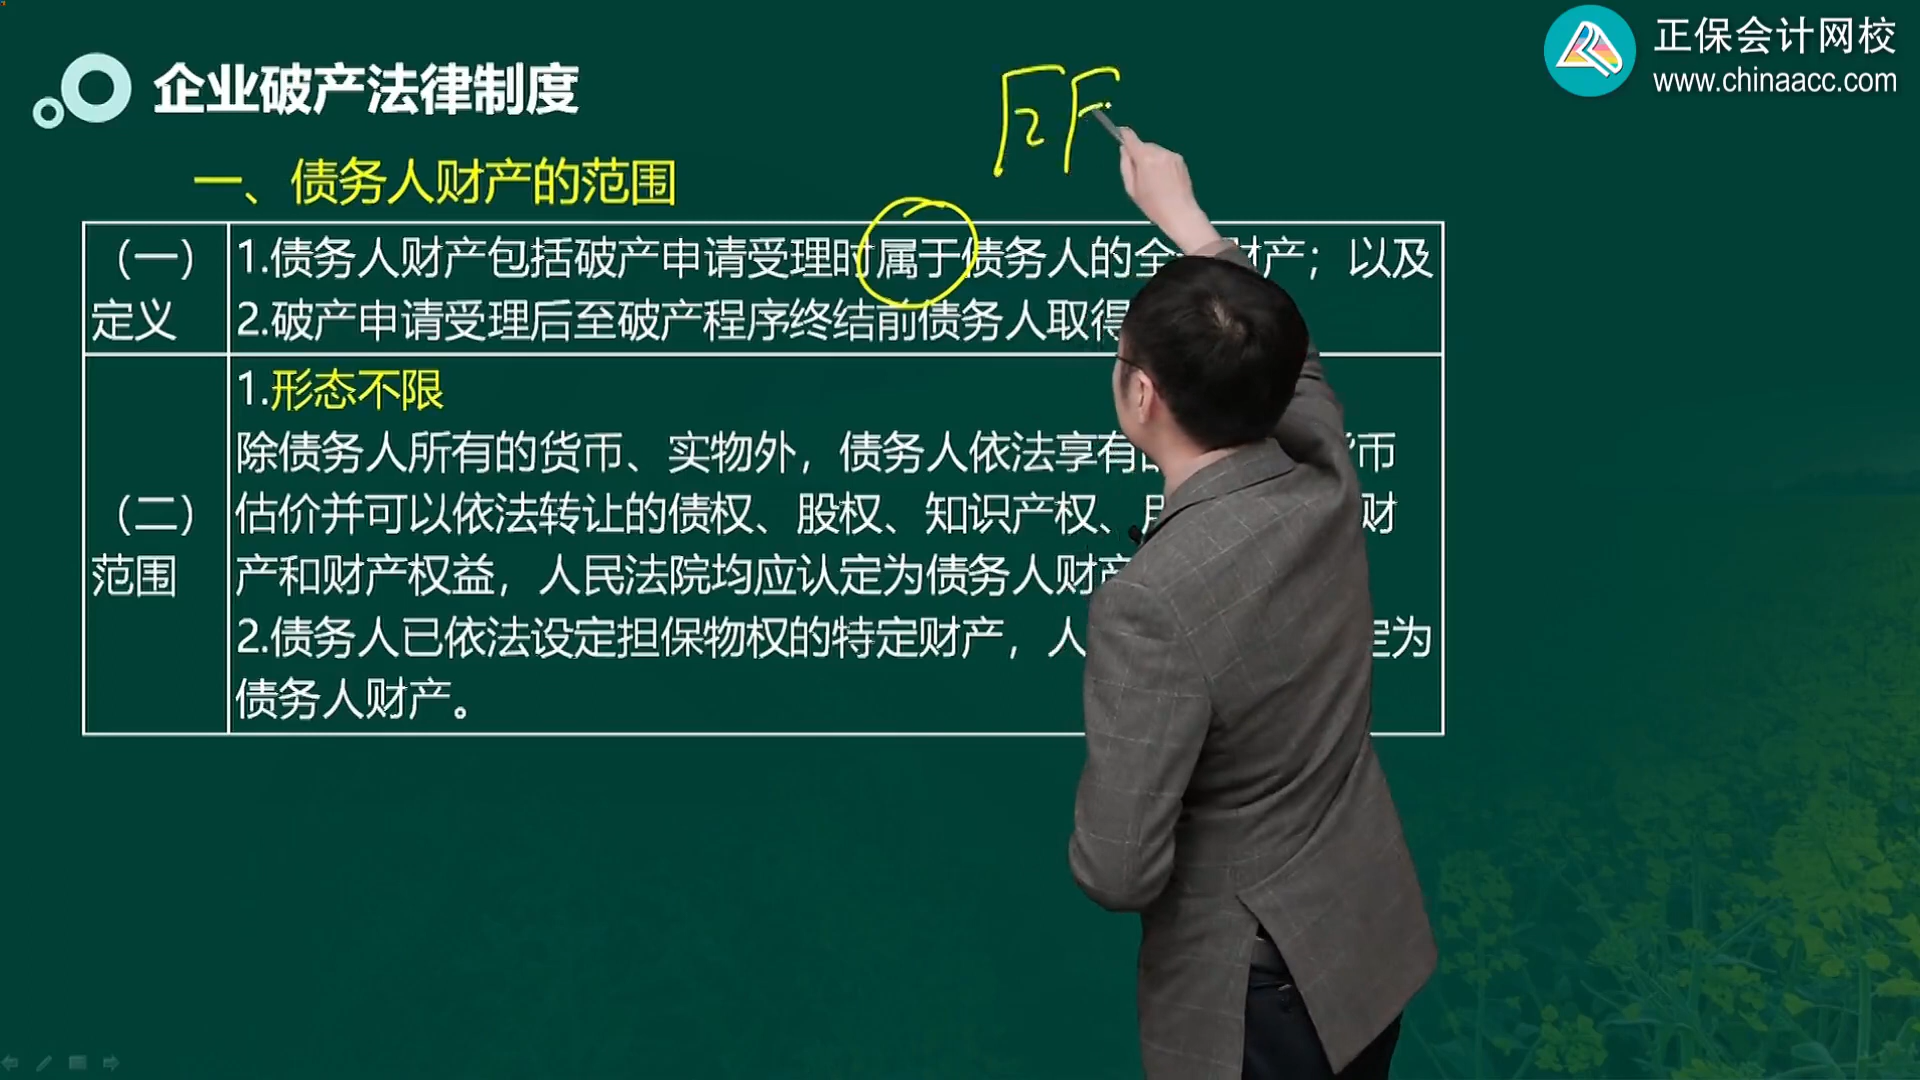 正保会计网校
www.chinaacc.com
企业破产法律制度
一、债务人财产的范围
（一）定义
1.债务人财产包括破产申请受理时属于债务人的全 财产；以及
2.破产申请受理后至破产程序终结前债务人取得
（二）范围
1.形态不限
除债务人所有的货币、实物外，债务人依法享有 币
估价并可以依法转让的债权、股权、知识产权、 财
产和财产权益，人民法院均应认定为债务人财产
2.债务人已依法设定担保物权的特定财产，人 定为
债务人财产。